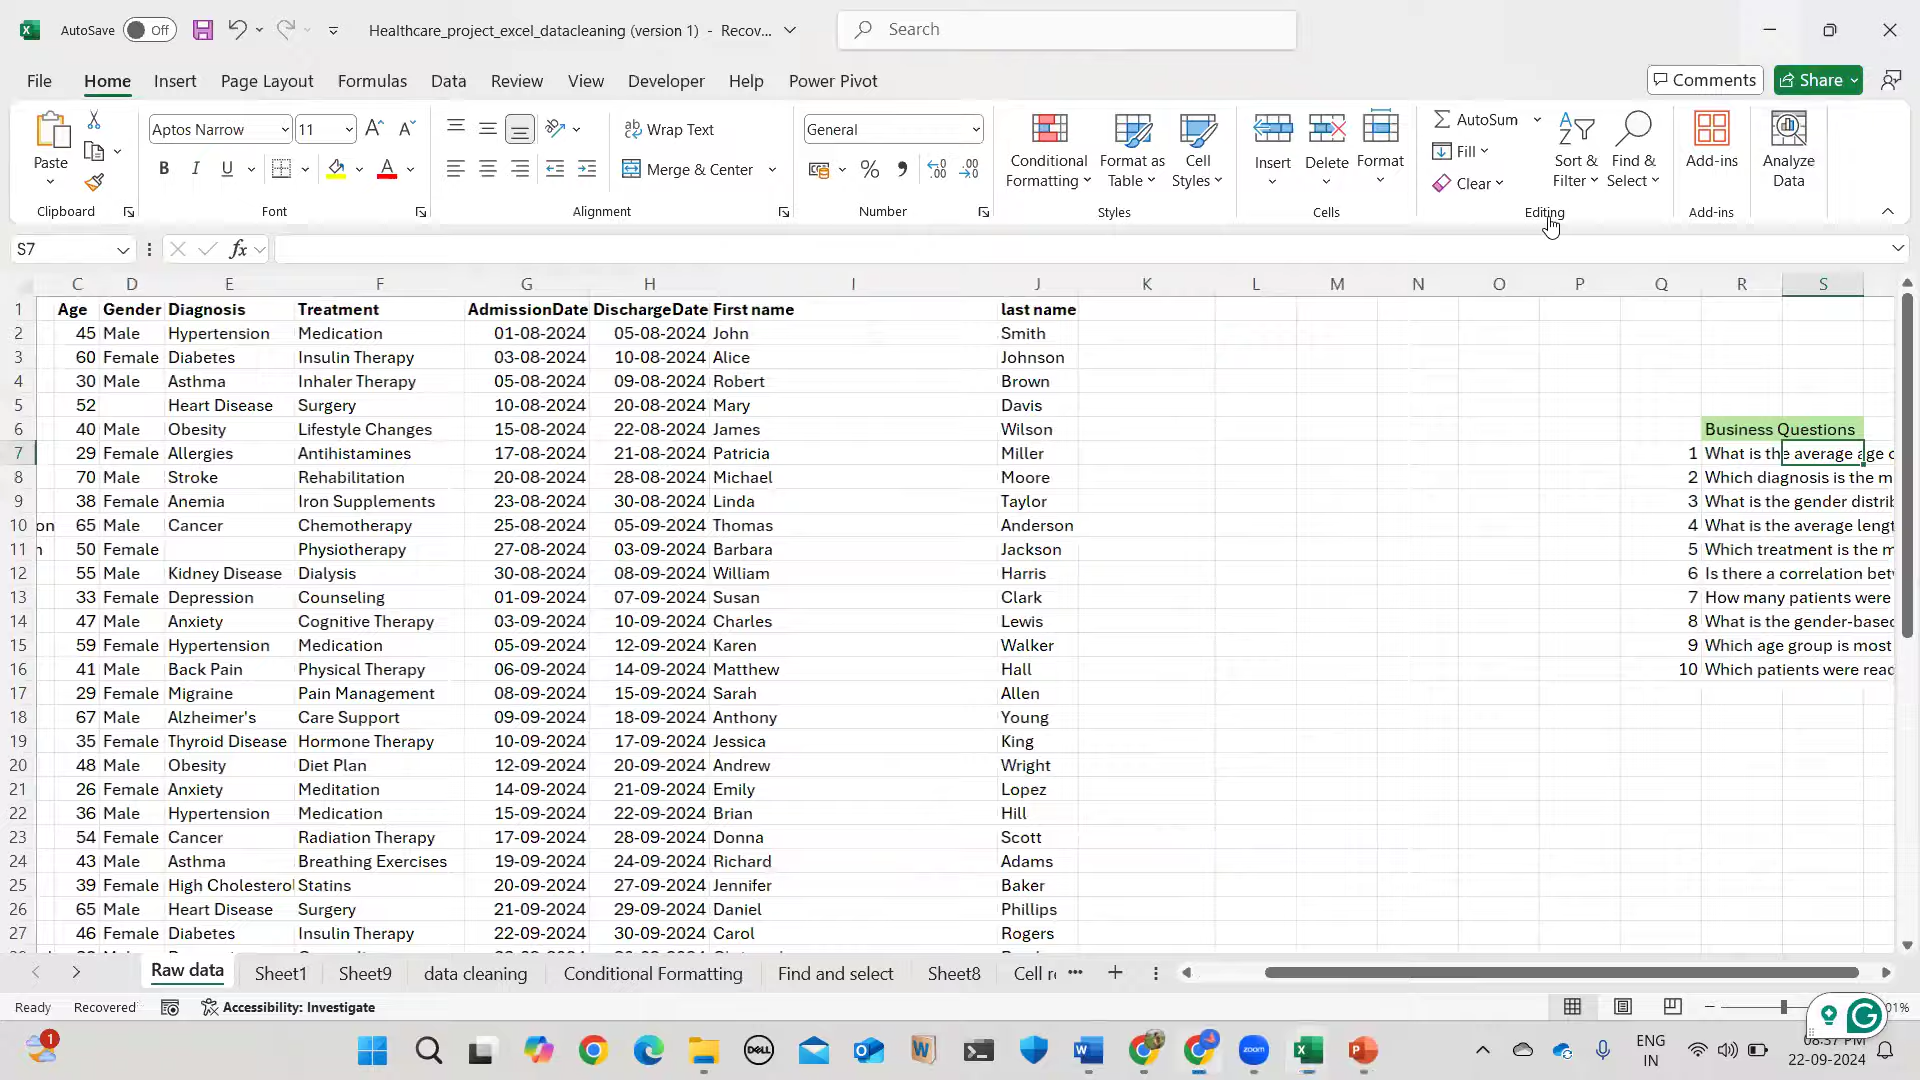 AutoSave Off Healthcare_project_excel_datacleaning (version 1) - Recov... Search
File Home Insert Page Layout Formulas Data Review View Developer Help Power Pivot Comments Share
Paste Aptos Narrow 11 Wrap Text General Conditional Formatting Format as Table Cell Styles Insert Delete Format AutoSum Fill Clear Sort & Filter Find & Select Add-ins Analyze Data
B I U Merge & Center
Clipboard Font Alignment Number Styles Cells Editing Add-ins
S7 fx
C D E F G H I J K L M N O P Q R S
1 Age Gender Diagnosis Treatment AdmissionDate DischargeDate First name last name
2 45 Male Hypertension Medication 01-08-2024 05-08-2024 John Smith
3 60 Female Diabetes Insulin Therapy 03-08-2024 10-08-2024 Alice Johnson
4 30 Male Asthma Inhaler Therapy 05-08-2024 09-08-2024 Robert Brown
5 52 Heart Disease Surgery 10-08-2024 20-08-2024 Mary Davis
6 40 Male Obesity Lifestyle Changes 15-08-2024 22-08-2024 James Wilson Business Questions
7 29 Female Allergies Antihistamines 17-08-2024 21-08-2024 Patricia Miller 1 What is the average age
8 70 Male Stroke Rehabilitation 20-08-2024 28-08-2024 Michael Moore 2 Which diagnosis is the m
9 38 Female Anemia Iron Supplements 23-08-2024 30-08-2024 Linda Taylor 3 What is the gender distrib
10 on 65 Male Cancer Chemotherapy 25-08-2024 05-09-2024 Thomas Anderson 4 What is the average lengt
11 50 Female Physiotherapy 27-08-2024 03-09-2024 Barbara Jackson 5 Which treatment is the m
12 55 Male Kidney Disease Dialysis 30-08-2024 08-09-2024 William Harris 6 Is there a correlation bet
13 33 Female Depression Counseling 01-09-2024 07-09-2024 Susan Clark 7 How many patients were
14 47 Male Anxiety Cognitive Therapy 03-09-2024 10-09-2024 Charles Lewis 8 What is the gender-based
15 59 Female Hypertension Medication 05-09-2024 12-09-2024 Karen Walker 9 Which age group is most
16 41 Male Back Pain Physical Therapy 06-09-2024 14-09-2024 Matthew Hall 10 Which patients were read
17 29 Female Migraine Pain Management 08-09-2024 15-09-2024 Sarah Allen
18 67 Male Alzheimer's Care Support 09-09-2024 18-09-2024 Anthony Young
19 35 Female Thyroid Disease Hormone Therapy 10-09-2024 17-09-2024 Jessica King
20 48 Male Obesity Diet Plan 12-09-2024 20-09-2024 Andrew Wright
21 26 Female Anxiety Meditation 14-09-2024 21-09-2024 Emily Lopez
22 36 Male Hypertension Medication 15-09-2024 22-09-2024 Brian Hill
23 54 Female Cancer Radiation Therapy 17-09-2024 28-09-2024 Donna Scott
24 43 Male Asthma Breathing Exercises 19-09-2024 24-09-2024 Richard Adams
25 39 Female High Cholesterol Statins 20-09-2024 27-09-2024 Jennifer Baker
26 65 Male Heart Disease Surgery 21-09-2024 29-09-2024 Daniel Phillips
27 46 Female Diabetes Insulin Therapy 22-09-2024 30-09-2024 Carol Rogers
Raw data Sheet1 Sheet9 data cleaning Conditional Formatting Find and select Sheet8 Cell r
Ready Recovered Accessibility: Investigate 01%
1 DELL zoom ENG IN 08:37 PM
22-09-2024